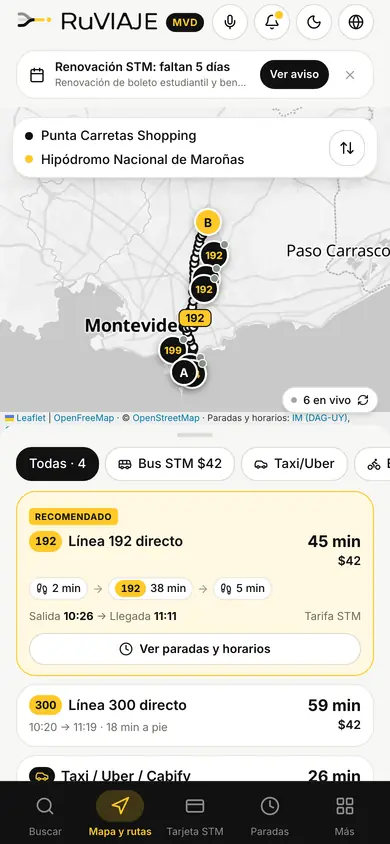 RuVIAJE MVD
Renovación STM: faltan 5 días
Renovación de boleto estudiantil y ben...
Ver aviso
Punta Carretas Shopping
Hipódromo Nacional de Maroñas
B
192
Paso Carrasco
192
192
Montevide
199
A
6 en vivo
Leaflet | OpenFreeMap · © OpenStreetMap · Paradas y horarios: IM (DAG-UY),
Todas · 4
Bus STM $42
Taxi/Uber
RECOMENDADO
192 Línea 192 directo
45 min
$42
2 min → 192 38 min → 5 min
Salida 10:26 → Llegada 11:11
Tarifa STM
Ver paradas y horarios
300 Línea 300 directo
59 min
10:20 → 11:19 · 18 min a pie
$42
Taxi / Uber / Cabify
26 min
Buscar
Mapa y rutas
Tarjeta STM
Paradas
Más